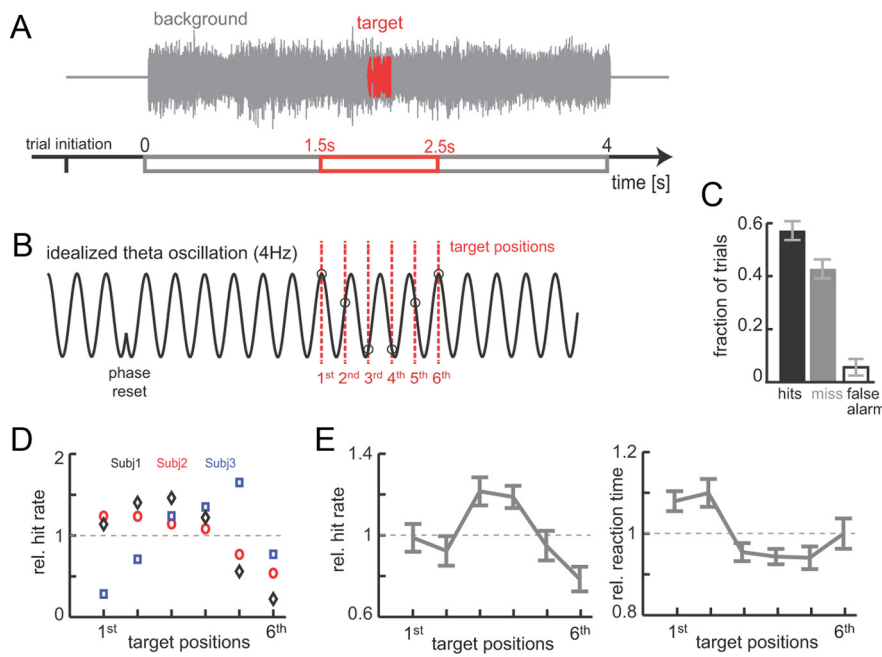 A
background
target
trial initiation
0
1.5s
2.5s
4
time [s]
B
idealized theta oscillation (4Hz)
target positions
phase
reset
1st 2nd 3rd 4th 5th 6th
C
fraction of trials
0.6
0.4
0.2
0
hits miss false
alarm
D
rel. hit rate
2
1
0
Subj1 Subj2 Subj3
1st 6th
target positions
E
rel. hit rate
1.4
1
0.6
1st 6th
target positions
rel. reaction time
1.2
1.0
0.8
1st 6th
target positions